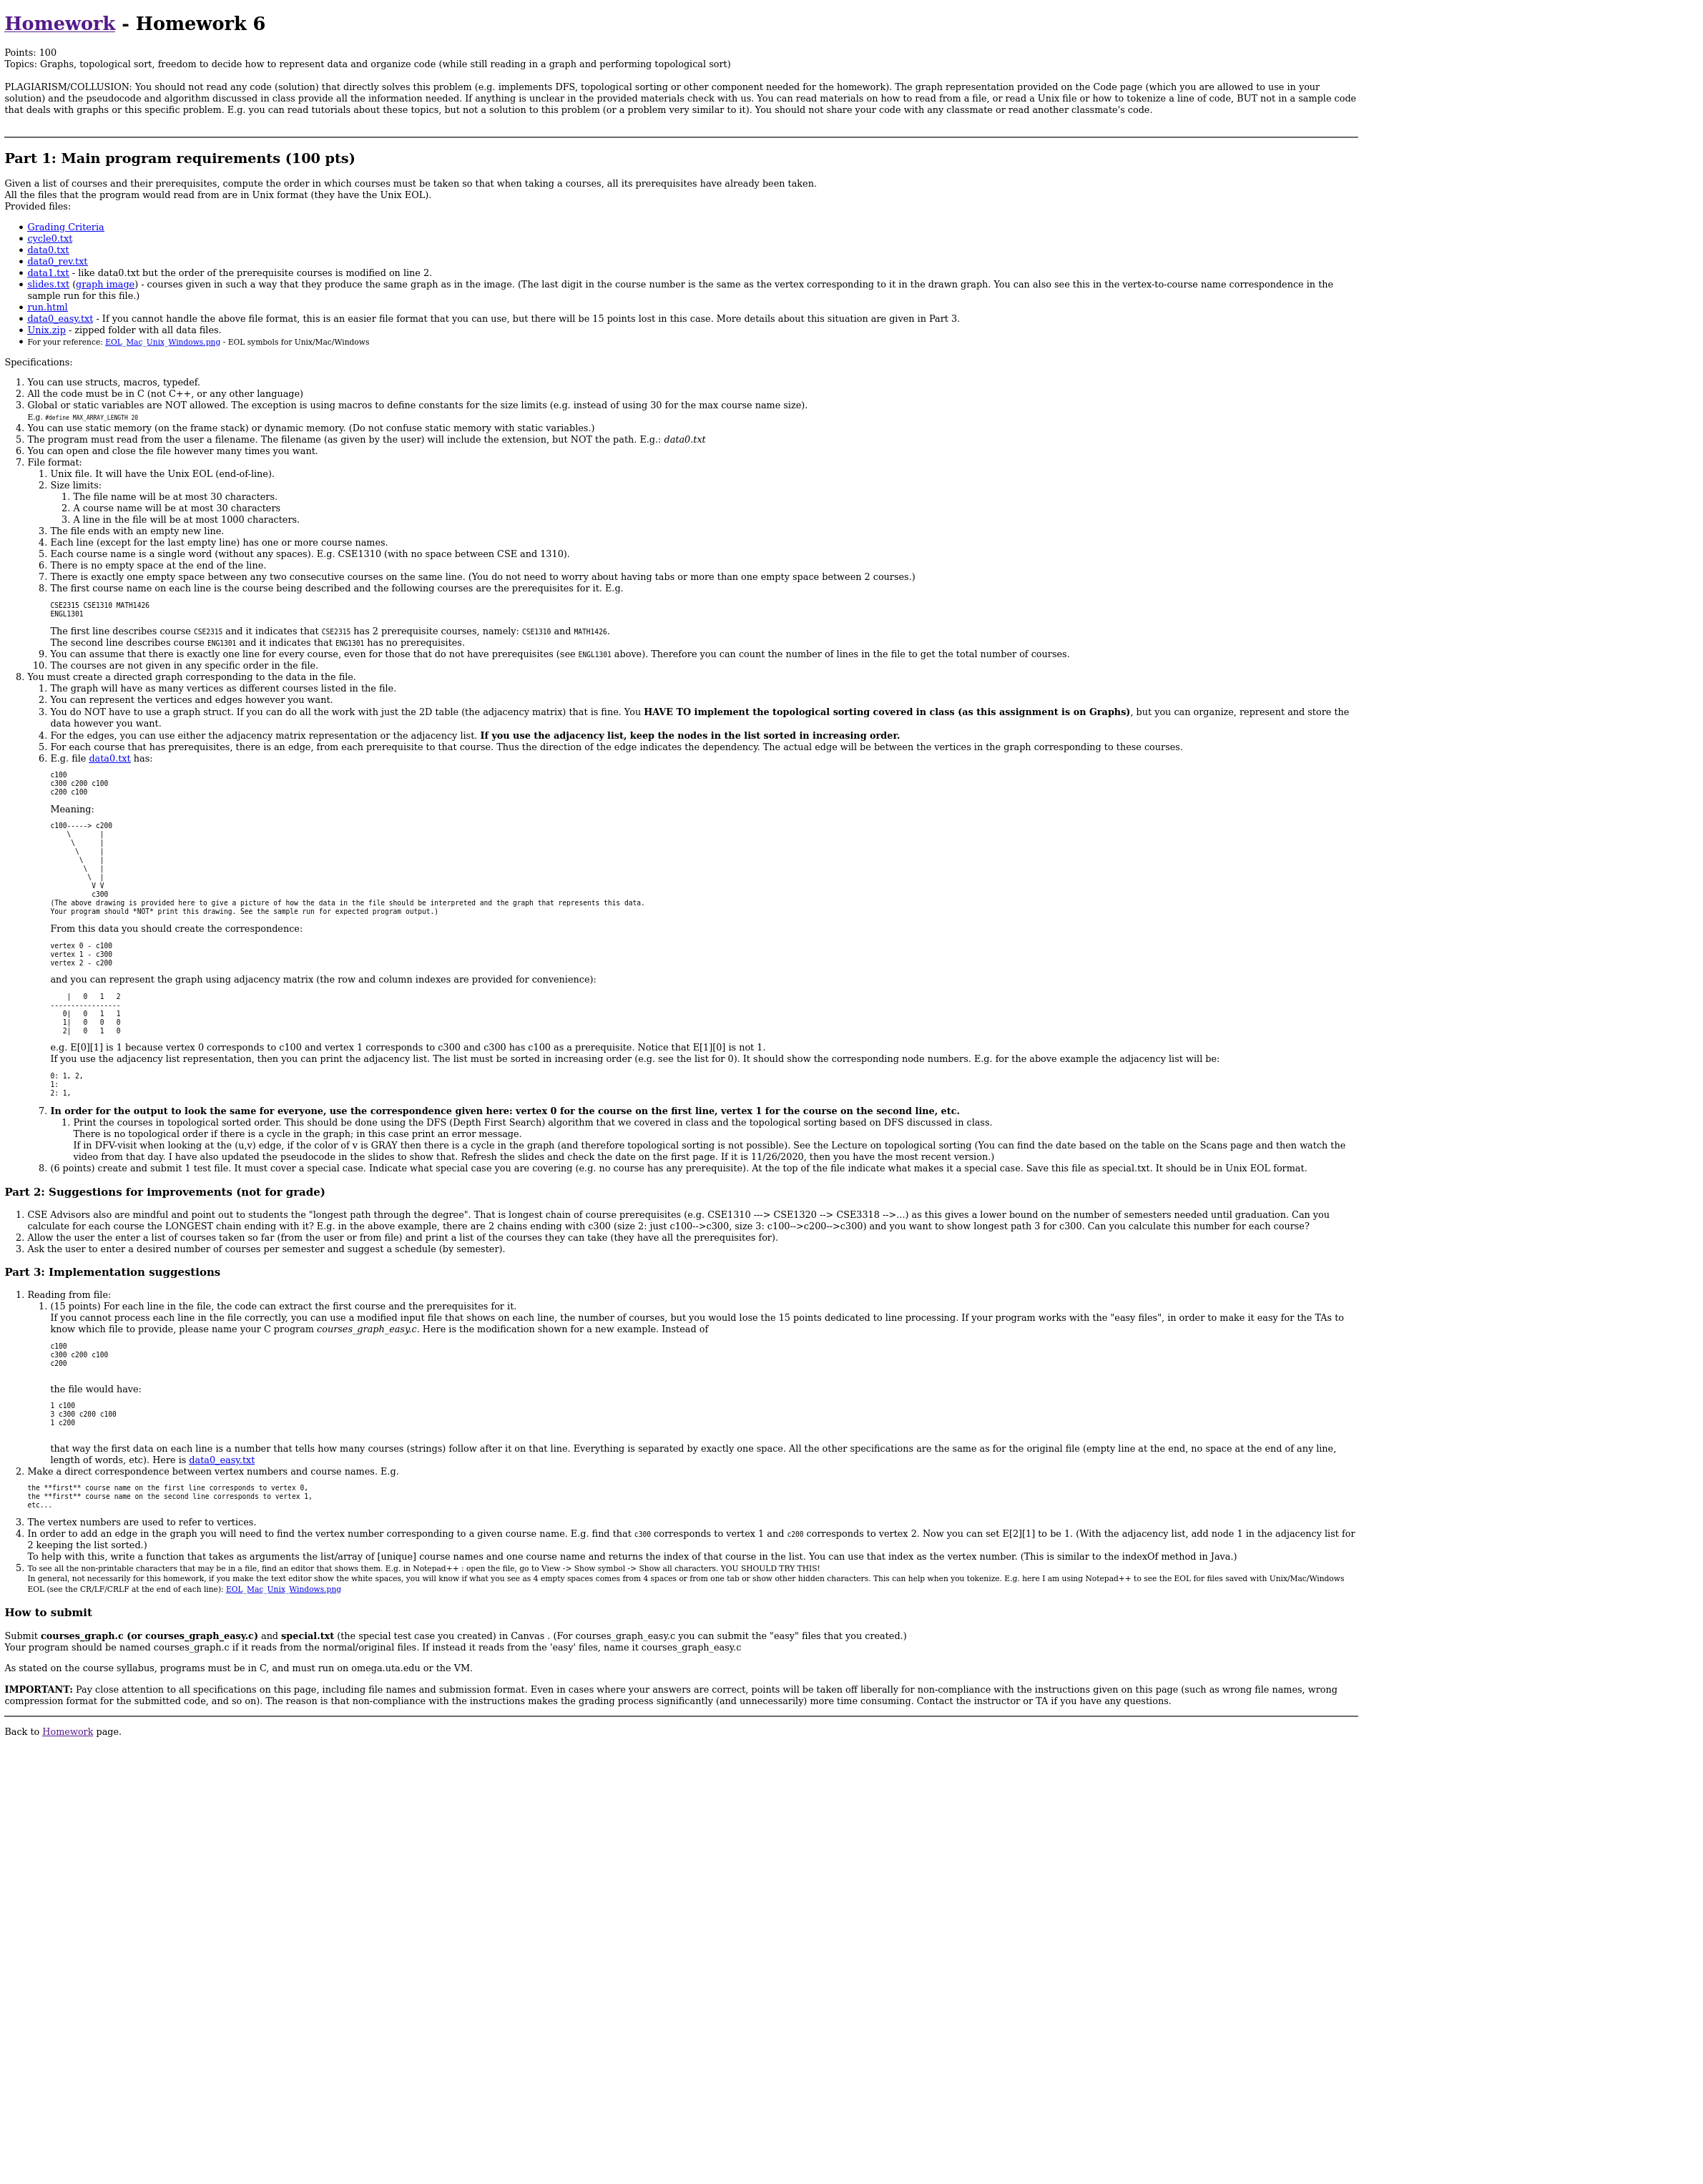 Homework - Homework 6
Points: 100
Topics: Graphs, topological sort, freedom to decide how to represent data and organize code (while still reading in a graph and performing topological sort)
PLAGIARISM/COLLUSION: You should not read any code (solution) that directly solves this problem (e.g. implements DFS, topological sorting or other component needed for the homework). The graph representation provided on the Code page (which you are allowed to use in your
solution) and the pseudocode and algorithm discussed in class provide all the information needed. If anything is unclear in the provided materials check with us. You can read materials on how to read from a file, or read a Unix file or how to tokenize a line of code, BUT not in a sample code
that deals with graphs or this specific problem. E.g. you can read tutorials about these topics, but not a solution to this problem (or a problem very similar to it). You should not share your code with any classmate or read another classmate's code.
Part 1: Main program requirements (100 pts)
Given a list of courses and their prerequisites, compute the order in which courses must be taken so that when taking a courses, all its prerequisites have already been taken.
All the files that the program would read from are in Unix format (they have the Unix EOL).
Provided files:
• Grading Criteria
• cycle0.txt
• data0.txt
• data0_rev.txt
• data1.txt - like data0.txt but the order of the prerequisite courses is modified on line 2.
• slides.txt (graph image) - courses given in such a way that they produce the same graph as in the image. (The last digit in the course number is the same as the vertex corresponding to it in the drawn graph. You can also see this in the vertex-to-course name correspondence in the
sample run for this file.)
• run.html
• data0_easy.txt - If you cannot handle the above file format, this is an easier file format that you can use, but there will be 15 points lost in this case. More details about this situation are given in Part 3.
• Unix.zip - zipped folder with all data files.
• For your reference: EOL_Mac_Unix_Windows.png - EOL symbols for Unix/Mac/Windows
Specifications:
1. You can use structs, macros, typedef.
2. All the code must be in C (not C++, or any other language)
3. Global or static variables are NOT allowed. The exception is using macros to define constants for the size limits (e.g. instead of using 30 for the max course name size).
E.g. #define MAX_ARRAY_LENGTH 20
4. You can use static memory (on the frame stack) or dynamic memory. (Do not confuse static memory with static variables.)
5. The program must read from the user a filename. The filename (as given by the user) will include the extension, but NOT the path. E.g.: data0.txt
6. You can open and close the file however many times you want.
7. File format:
1. Unix file. It will have the Unix EOL (end-of-line).
2. Size limits:
1. The file name will be at most 30 characters.
2. A course name will be at most 30 characters
3. A line in the file will be at most 1000 characters.
3. The file ends with an empty new line.
4. Each line (except for the last empty line) has one or more course names.
5. Each course name is a single word (without any spaces). E.g. CSE1310 (with no space between CSE and 1310).
6. There is no empty space at the end of the line.
7. There is exactly one empty space between any two consecutive courses on the same line. (You do not need to worry about having tabs or more than one empty space between 2 courses.)
8. The first course name on each line is the course being described and the following courses are the prerequisites for it. E.g.
CSE2315 CSE1310 MATH1426
ENGL1301
The first line describes course CSE2315 and it indicates that CSE2315 has 2 prerequisite courses, namely: CSE1310 and MATH1426.
The second line describes course ENG1301 and it indicates that ENG1301 has no prerequisites.
9. You can assume that there is exactly one line for every course, even for those that do not have prerequisites (see ENGL1301 above). Therefore you can count the number of lines in the file to get the total number of courses.
10. The courses are not given in any specific order in the file.
8. You must create a directed graph corresponding to the data in the file.
1. The graph will have as many vertices as different courses listed in the file.
2. You can represent the vertices and edges however you want.
3. You do NOT have to use a graph struct. If you can do all the work with just the 2D table (the adjacency matrix) that is fine. You HAVE TO implement the topological sorting covered in class (as this assignment is on Graphs), but you can organize, represent and store the
data however you want.
4. For the edges, you can use either the adjacency matrix representation or the adjacency list. If you use the adjacency list, keep the nodes in the list sorted in increasing order.
5. For each course that has prerequisites, there is an edge, from each prerequisite to that course. Thus the direction of the edge indicates the dependency. The actual edge will be between the vertices in the graph corresponding to these courses.
6. E.g. file data0.txt has:
c100
c300 c200 c100
c200 c100
Meaning:
c100-----> c200
\ |
\ |
\ |
\ |
\ |
\ |
V V
c300
(The above drawing is provided here to give a picture of how the data in the file should be interpreted and the graph that represents this data.
Your program should *NOT* print this drawing. See the sample run for expected program output.)
From this data you should create the correspondence:
vertex 0 - c100
vertex 1 - c300
vertex 2 - c200
and you can represent the graph using adjacency matrix (the row and column indexes are provided for convenience):
| 0 1 2
-----------------
0| 0 1 1
1| 0 0 0
2| 0 1 0
e.g. E[0][1] is 1 because vertex 0 corresponds to c100 and vertex 1 corresponds to c300 and c300 has c100 as a prerequisite. Notice that E[1][0] is not 1.
If you use the adjacency list representation, then you can print the adjacency list. The list must be sorted in increasing order (e.g. see the list for 0). It should show the corresponding node numbers. E.g. for the above example the adjacency list will be:
0: 1, 2,
1:
2: 1,
7. In order for the output to look the same for everyone, use the correspondence given here: vertex 0 for the course on the first line, vertex 1 for the course on the second line, etc.
1. Print the courses in topological sorted order. This should be done using the DFS (Depth First Search) algorithm that we covered in class and the topological sorting based on DFS discussed in class.
There is no topological order if there is a cycle in the graph; in this case print an error message.
If in DFV-visit when looking at the (u,v) edge, if the color of v is GRAY then there is a cycle in the graph (and therefore topological sorting is not possible). See the Lecture on topological sorting (You can find the date based on the table on the Scans page and then watch the
video from that day. I have also updated the pseudocode in the slides to show that. Refresh the slides and check the date on the first page. If it is 11/26/2020, then you have the most recent version.)
8. (6 points) create and submit 1 test file. It must cover a special case. Indicate what special case you are covering (e.g. no course has any prerequisite). At the top of the file indicate what makes it a special case. Save this file as special.txt. It should be in Unix EOL format.
Part 2: Suggestions for improvements (not for grade)
1. CSE Advisors also are mindful and point out to students the "longest path through the degree". That is longest chain of course prerequisites (e.g. CSE1310 ---> CSE1320 --> CSE3318 -->...) as this gives a lower bound on the number of semesters needed until graduation. Can you
calculate for each course the LONGEST chain ending with it? E.g. in the above example, there are 2 chains ending with c300 (size 2: just c100-->c300, size 3: c100-->c200-->c300) and you want to show longest path 3 for c300. Can you calculate this number for each course?
2. Allow the user the enter a list of courses taken so far (from the user or from file) and print a list of the courses they can take (they have all the prerequisites for).
3. Ask the user to enter a desired number of courses per semester and suggest a schedule (by semester).
Part 3: Implementation suggestions
1. Reading from file:
1. (15 points) For each line in the file, the code can extract the first course and the prerequisites for it.
If you cannot process each line in the file correctly, you can use a modified input file that shows on each line, the number of courses, but you would lose the 15 points dedicated to line processing. If your program works with the "easy files", in order to make it easy for the TAs to
know which file to provide, please name your C program courses_graph_easy.c. Here is the modification shown for a new example. Instead of
c100
c300 c200 c100
c200
the file would have:
1 c100
3 c300 c200 c100
1 c200
that way the first data on each line is a number that tells how many courses (strings) follow after it on that line. Everything is separated by exactly one space. All the other specifications are the same as for the original file (empty line at the end, no space at the end of any line,
length of words, etc). Here is data0_easy.txt
2. Make a direct correspondence between vertex numbers and course names. E.g.
the **first** course name on the first line corresponds to vertex 0,
the **first** course name on the second line corresponds to vertex 1,
etc...
3. The vertex numbers are used to refer to vertices.
4. In order to add an edge in the graph you will need to find the vertex number corresponding to a given course name. E.g. find that c300 corresponds to vertex 1 and c200 corresponds to vertex 2. Now you can set E[2][1] to be 1. (With the adjacency list, add node 1 in the adjacency list for
2 keeping the list sorted.)
To help with this, write a function that takes as arguments the list/array of [unique] course names and one course name and returns the index of that course in the list. You can use that index as the vertex number. (This is similar to the indexOf method in Java.)
5. To see all the non-printable characters that may be in a file, find an editor that shows them. E.g. in Notepad++ : open the file, go to View -> Show symbol -> Show all characters. YOU SHOULD TRY THIS!
In general, not necessarily for this homework, if you make the text editor show the white spaces, you will know if what you see as 4 empty spaces comes from 4 spaces or from one tab or show other hidden characters. This can help when you tokenize. E.g. here I am using Notepad++ to see the EOL for files saved with Unix/Mac/Windows
EOL (see the CR/LF/CRLF at the end of each line): EOL_Mac_Unix_Windows.png
How to submit
Submit courses_graph.c (or courses_graph_easy.c) and special.txt (the special test case you created) in Canvas . (For courses_graph_easy.c you can submit the "easy" files that you created.)
Your program should be named courses_graph.c if it reads from the normal/original files. If instead it reads from the 'easy' files, name it courses_graph_easy.c
As stated on the course syllabus, programs must be in C, and must run on omega.uta.edu or the VM.
IMPORTANT: Pay close attention to all specifications on this page, including file names and submission format. Even in cases where your answers are correct, points will be taken off liberally for non-compliance with the instructions given on this page (such as wrong file names, wrong
compression format for the submitted code, and so on). The reason is that non-compliance with the instructions makes the grading process significantly (and unnecessarily) more time consuming. Contact the instructor or TA if you have any questions.
Back to Homework page.